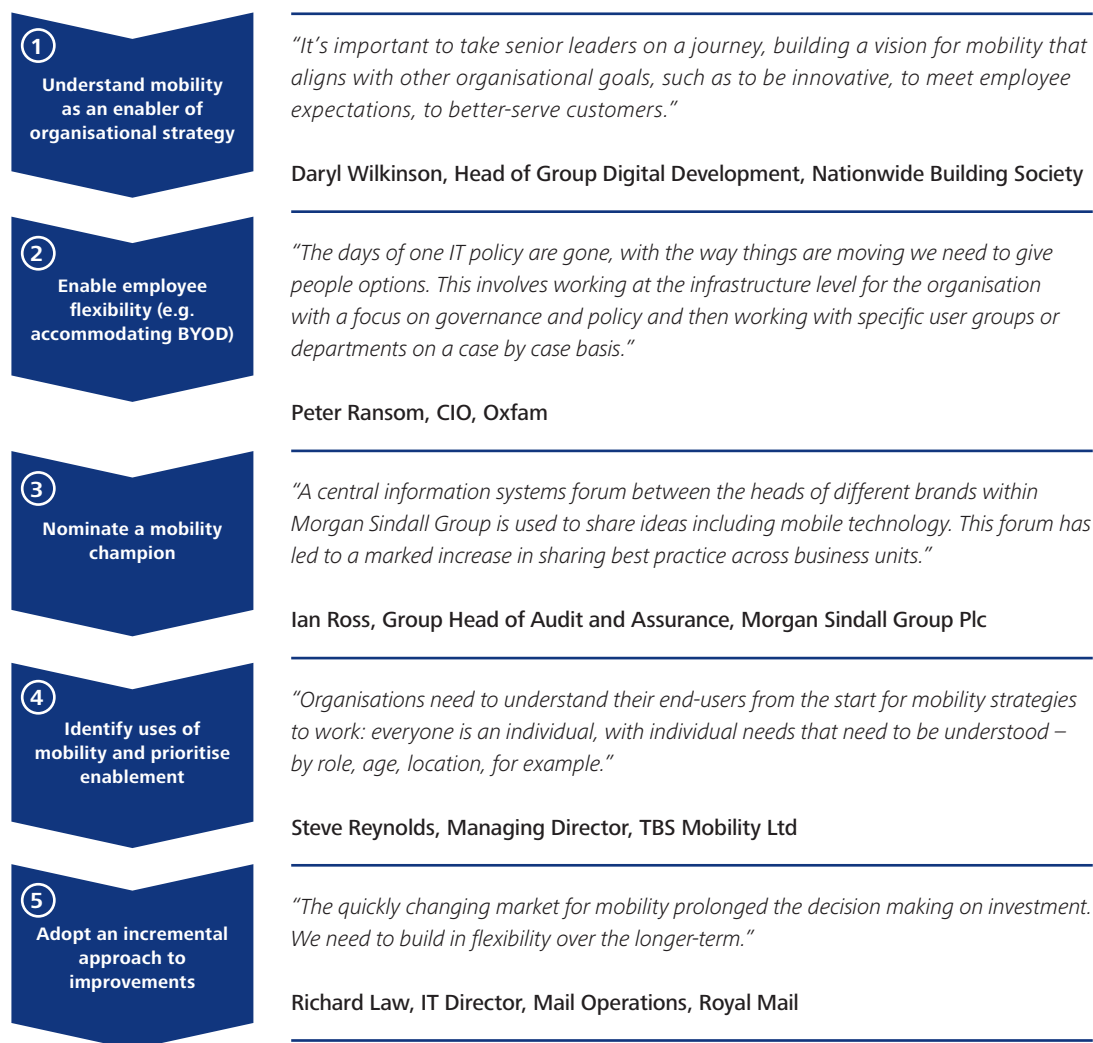 1
Understand mobility
as an enabler of
organisational strategy
“It’s important to take senior leaders on a journey, building a vision for mobility that
aligns with other organisational goals, such as to be innovative, to meet employee
expectations, to better-serve customers.”
Daryl Wilkinson, Head of Group Digital Development, Nationwide Building Society
2
Enable employee
flexibility (e.g.
accommodating BYOD)
“The days of one IT policy are gone, with the way things are moving we need to give
people options. This involves working at the infrastructure level for the organisation
with a focus on governance and policy and then working with specific user groups or
departments on a case by case basis.”
Peter Ransom, CIO, Oxfam
3
Nominate a mobility
champion
“A central information systems forum between the heads of different brands within
Morgan Sindall Group is used to share ideas including mobile technology. This forum has
led to a marked increase in sharing best practice across business units.”
Ian Ross, Group Head of Audit and Assurance, Morgan Sindall Group Plc
4
Identify uses of
mobility and prioritise
enablement
“Organisations need to understand their end-users from the start for mobility strategies
to work: everyone is an individual, with individual needs that need to be understood –
by role, age, location, for example.”
Steve Reynolds, Managing Director, TBS Mobility Ltd
5
Adopt an incremental
approach to
improvements
“The quickly changing market for mobility prolonged the decision making on investment.
We need to build in flexibility over the longer-term.”
Richard Law, IT Director, Mail Operations, Royal Mail